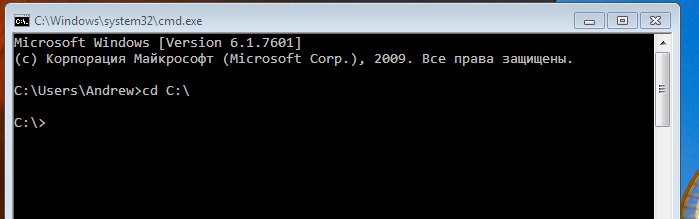 C:\Windows\system32\cmd.exe
Microsoft Windows [Version 6.1.7601]
(c) Корпорация Майкрософт (Microsoft Corp.), 2009. Все права защищены.
C:\Users\Andrew>cd C:\
C:\>